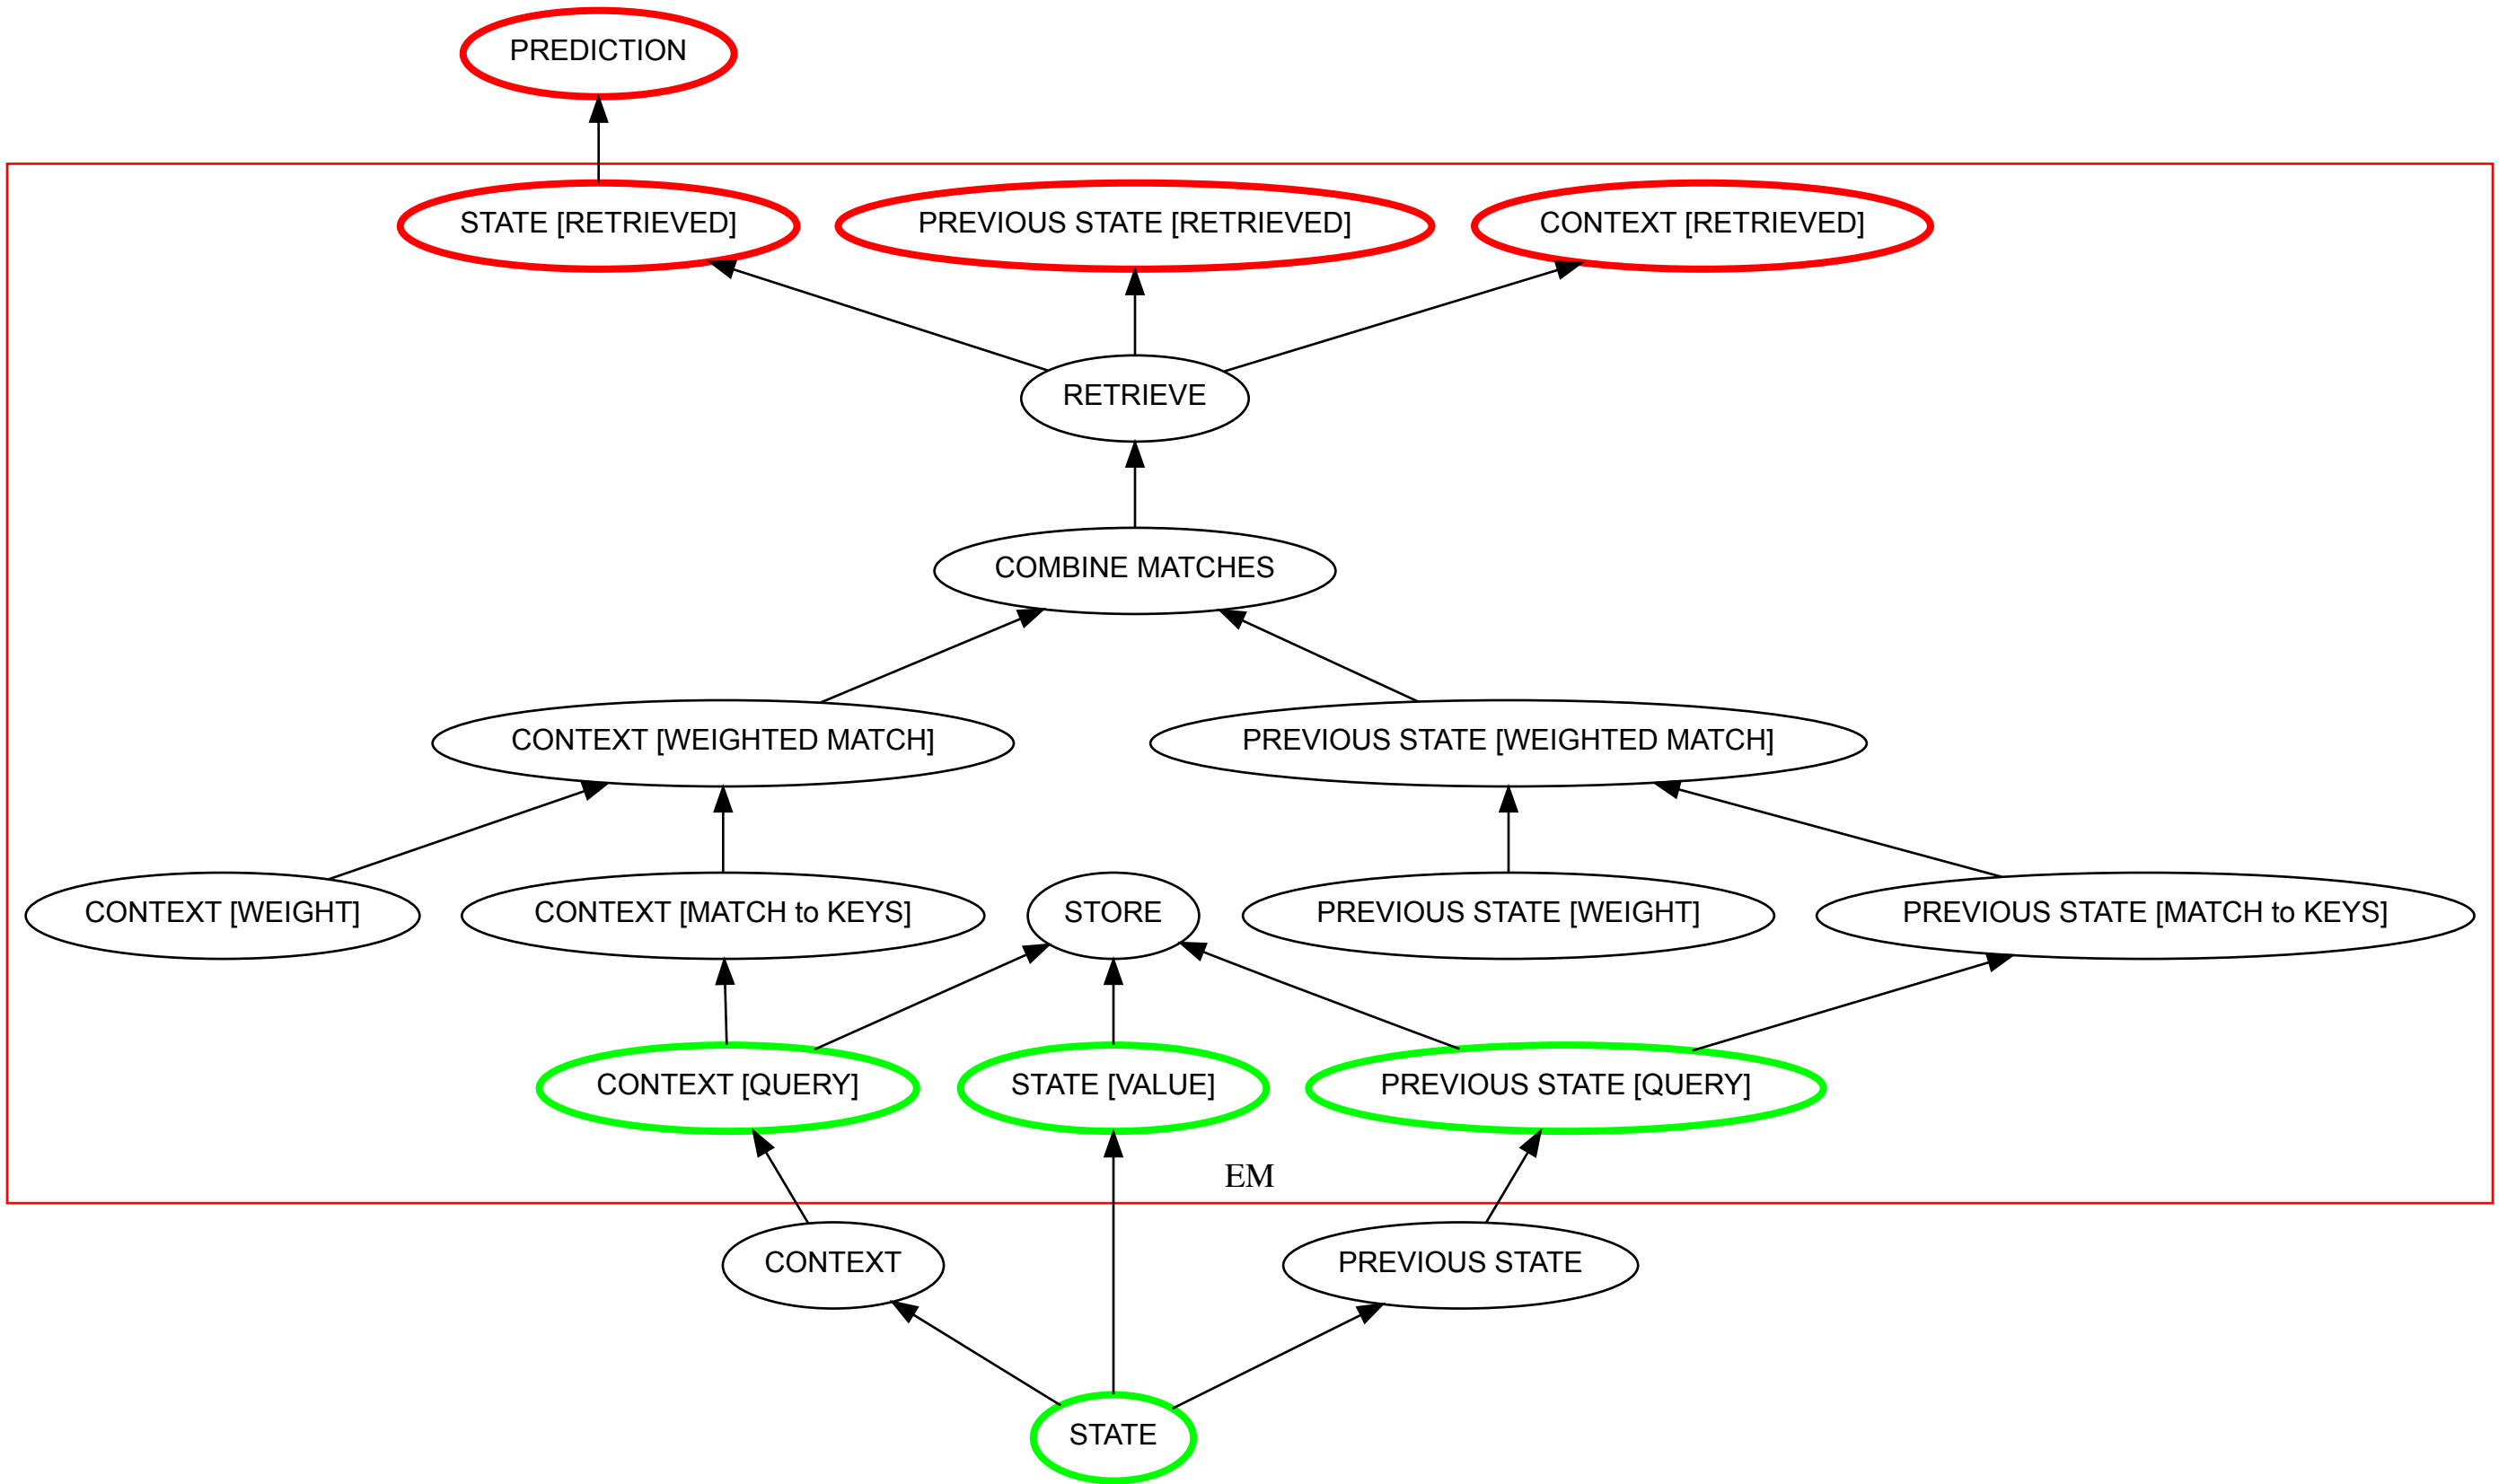 PREDICTION
STATE [RETRIEVED]
PREVIOUS STATE [RETRIEVED]
CONTEXT [RETRIEVED]
RETRIEVE
COMBINE MATCHES
CONTEXT [WEIGHTED MATCH]
PREVIOUS STATE [WEIGHTED MATCH]
CONTEXT [WEIGHT]
CONTEXT [MATCH to KEYS]
STORE
PREVIOUS STATE [WEIGHT]
PREVIOUS STATE [MATCH to KEYS]
CONTEXT [QUERY]
STATE [VALUE]
PREVIOUS STATE [QUERY]
EM
CONTEXT
PREVIOUS STATE
STATE